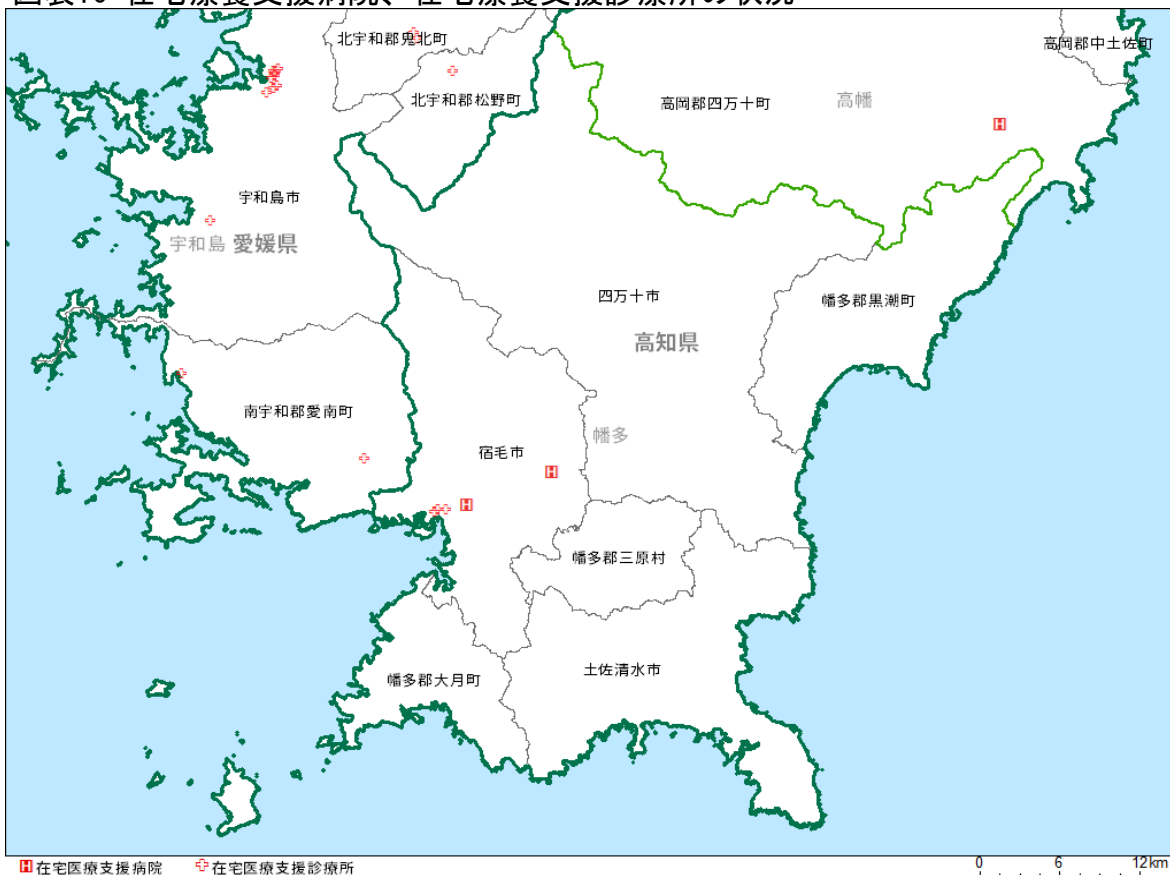 北宇和郡鬼北町
高岡郡中土佐町
北宇和郡松野町
高岡郡四万十町
高幡
宇和島市
宇和島
愛媛県
四万十市
幡多郡黒潮町
高知県
南宇和郡愛南町
幡多
宿毛市
幡多郡三原村
土佐清水市
幡多郡大月町
H在宅医療支援病院 在宅医療支援診療所
0 6 12km